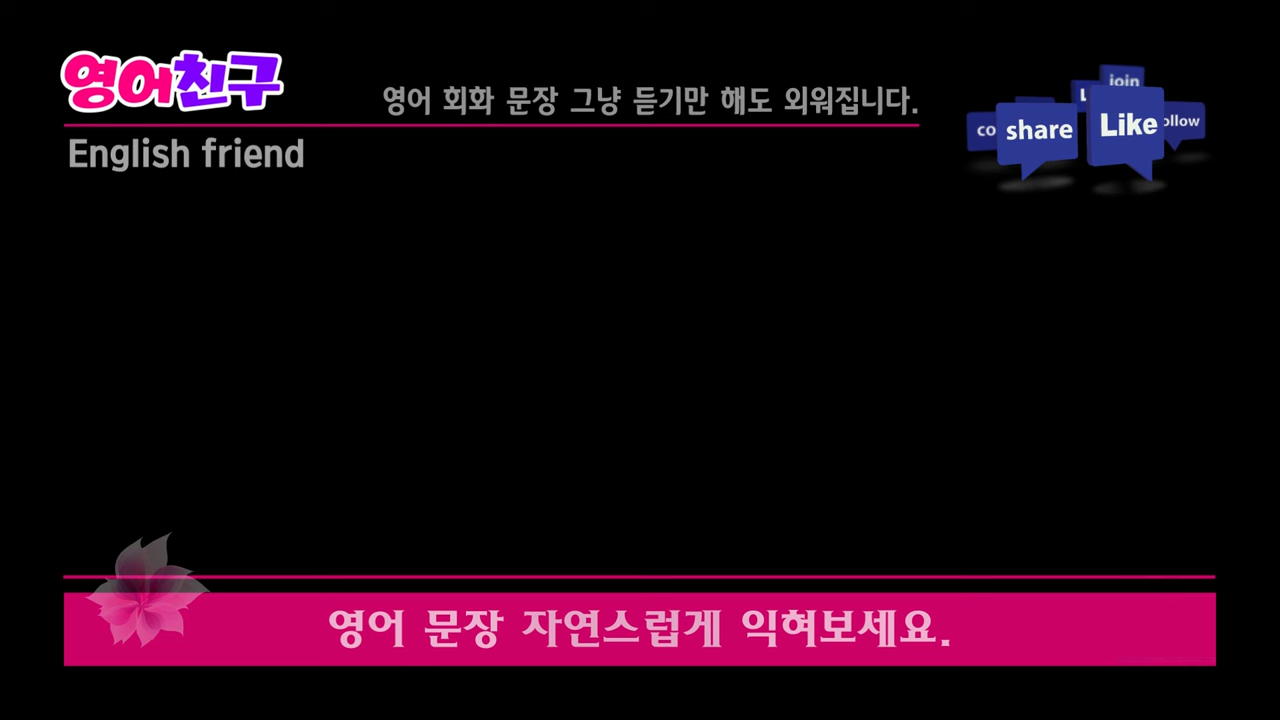 영어친구
영어 회화 문장 그냥 듣기만 해도 외워집니다.
English friend
join
share
Like
영어 문장 자연스럽게 익혀보세요.